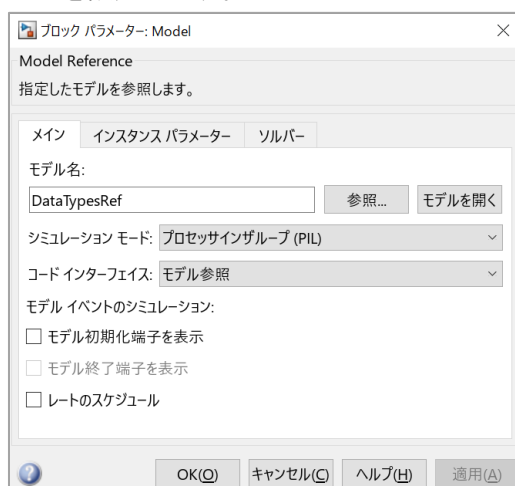 ブロック パラメーター: Model
Model Reference
指定したモデルを参照します。
メイン インスタンス パラメーター ソルバー
モデル名:
DataTypesRef 参照... モデルを開く
シミュレーション モード: プロセッサインザループ (PIL)
コード インターフェイス: モデル参照
モデル イベントのシミュレーション:
モデル初期化端子を表示
モデル終了端子を表示
レートのスケジュール
OK(O) キャンセル(C) ヘルプ(H) 適用(A)